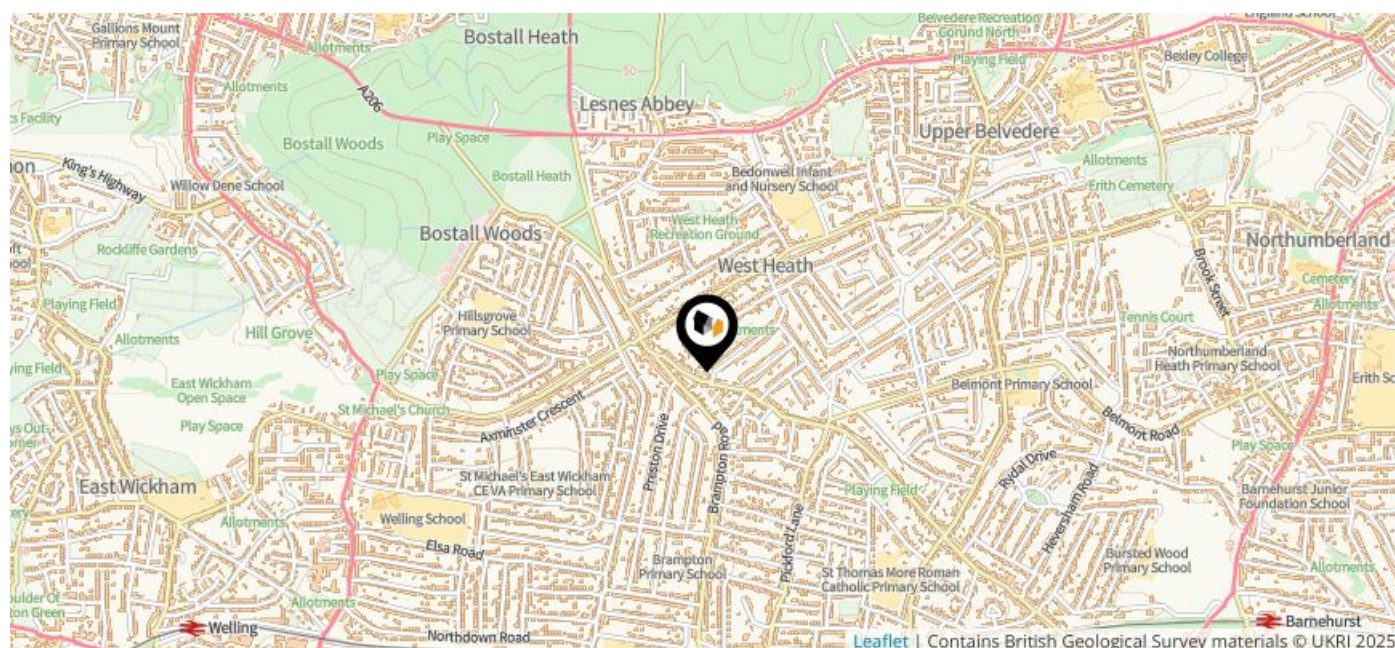 Gallions Mount
Primary School
Bostall Heath
Belvedere Recreation
Gorund North
Allotments
50
Playing Field
Bexley College
Allotments
A206
50
Lesnes Abbey
50
Play Space
Bostall Woods
Upper Belvedere
King's Highway
Willow Dene School
Bostall Heath
Bedonwell Infant
and Nursery School
Allotments
Erith Cemetery
50
Rockliffe Gardens
Bostall Woods
West Heath
Recreation Ground
West Heath
Northumberland
Brook Street
Cemetery
Playing Field
Allotments
Hill Grove
Hillsgrove
Primary School
Tennis Court
Allotments
Northumberland
Heath Primary School
East Wickham
Open Space
Play Space
Play Space
St Michael's Church
Belmont Primary School
Axminster Crescent
Preston Drive
Brampton Road
Belmont Road
Play Space
East Wickham
St Michael's East Wickham
CE VA Primary School
Playing Field
Rydal Drive
Heversham Road
Barnehurst Junior
Foundation School
Allotments
Welling School
Elsa Road
Brampton
Primary School
Pickford Lane
St Thomas More Roman
Catholic Primary School
Bursted Wood
Primary School
Allotments
Allotments
Welling
Northdown Road
Barnehurst
Leaflet | Contains British Geological Survey materials © UKRI 2025